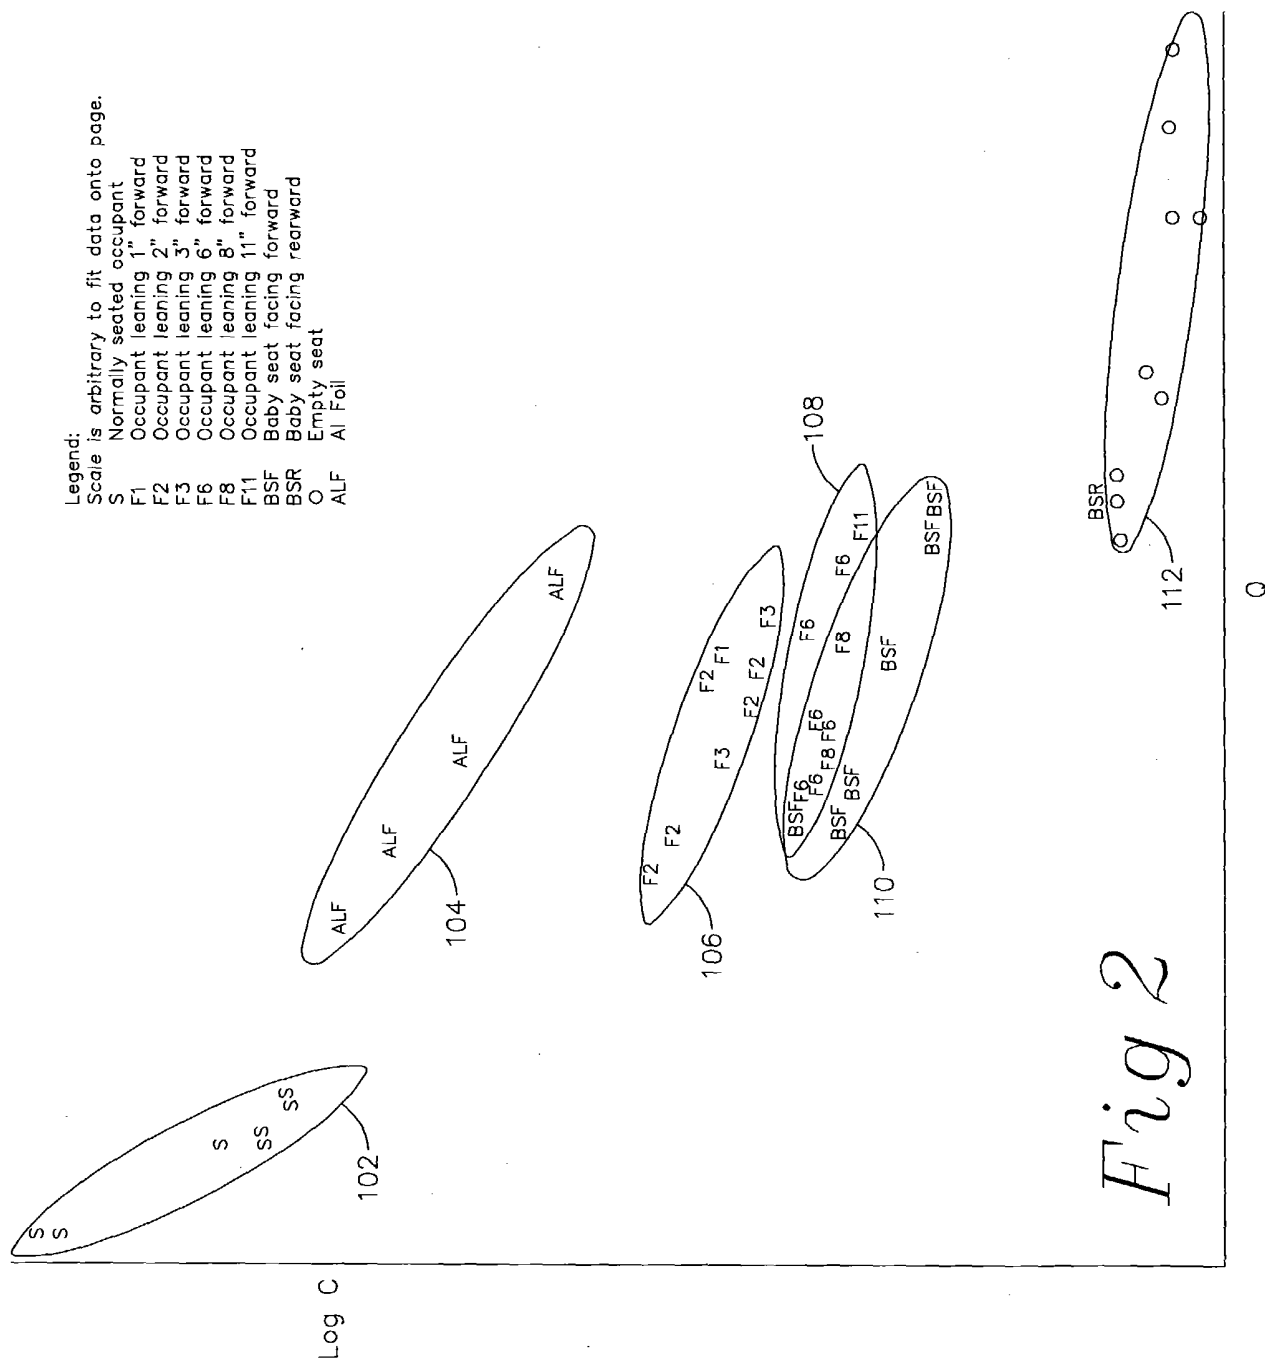 Legend:
Scale is arbitrary to fit data onto page.
S Normally seated occupant
F1 Occupant leaning 1" forward
F2 Occupant leaning 2" forward
F3 Occupant leaning 3" forward
F6 Occupant leaning 6" forward
F8 Occupant leaning 8" forward
F11 Occupant leaning 11" forward
BSF Baby seat facing forward
BSR Baby seat facing rearward
O Empty seat
ALF Al Foil
Log C
S
S
S
SS
SS
102
ALF
ALF
ALF
ALF
104
F2
F2
F3
F2
F1
F2
F2
F3
106
108
BSF
F6
F6
F8
F6
F6
F6
F8
F6
F11
BSF
BSF
BSF
BSF
BSF
110
BSR
112
Q
Fig 2